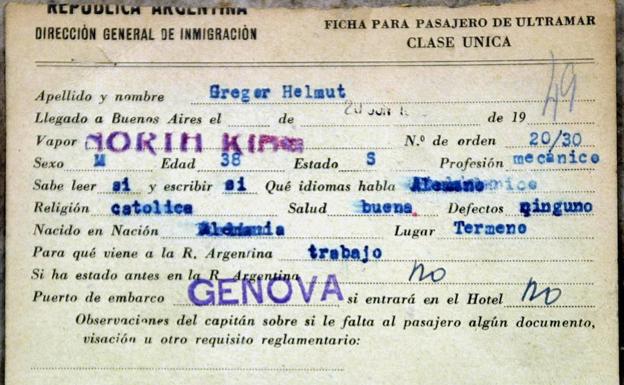 REPUBLICA ARGENTINA
DIRECCIÓN GENERAL DE INMIGRACIÓN
FICHA PARA PASAJERO DE ULTRAMAR
CLASE UNICA
Apellido y nombre Gregor Helmut
Llegado a Buenos Aires el de 20 JUN de 19 49
Vapor NORTH KING N.º de orden 20/30
Sexo M Edad 38 Estado S Profesión mecánico
Sabe leer si y escribir si Qué idiomas habla Alemano
Religión catolica Salud buena Defectos ninguno
Nacido en Nación Alemania Lugar Termeno
Para qué viene a la R. Argentina trabajo
Si ha estado antes en la R. Argentina no
Puerto de embarco GENOVA si entrará en el Hotel no
Observaciones del capitán sobre si le falta al pasajero algún documento,
visación u otro requisito reglamentario: